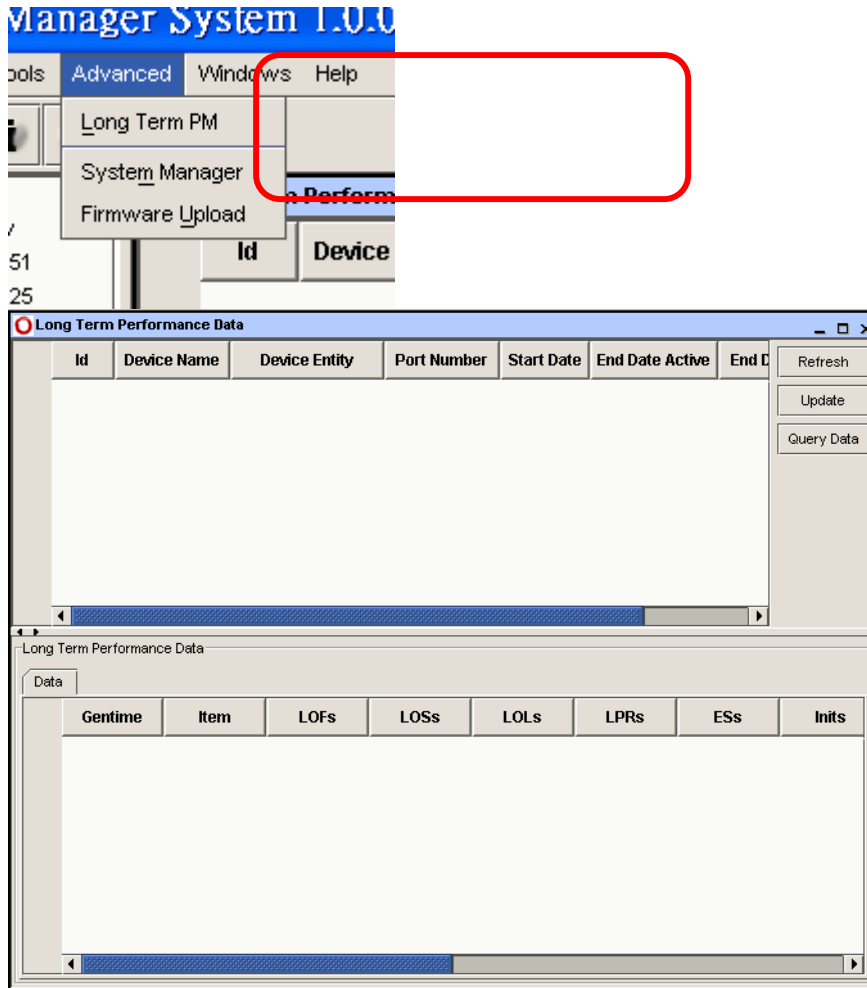 Manager System 1.0.0
ools Advanced Windows Help
Long Term PM
System Manager
Firmware Upload
Perform
51
25
Id Device
Long Term Performance Data
Id Device Name Device Entity Port Number Start Date End Date Active End D
Refresh
Update
Query Data
Long Term Performance Data
Data
Gentime Item LOFs LOSs LOLs LPRs ESs Inits